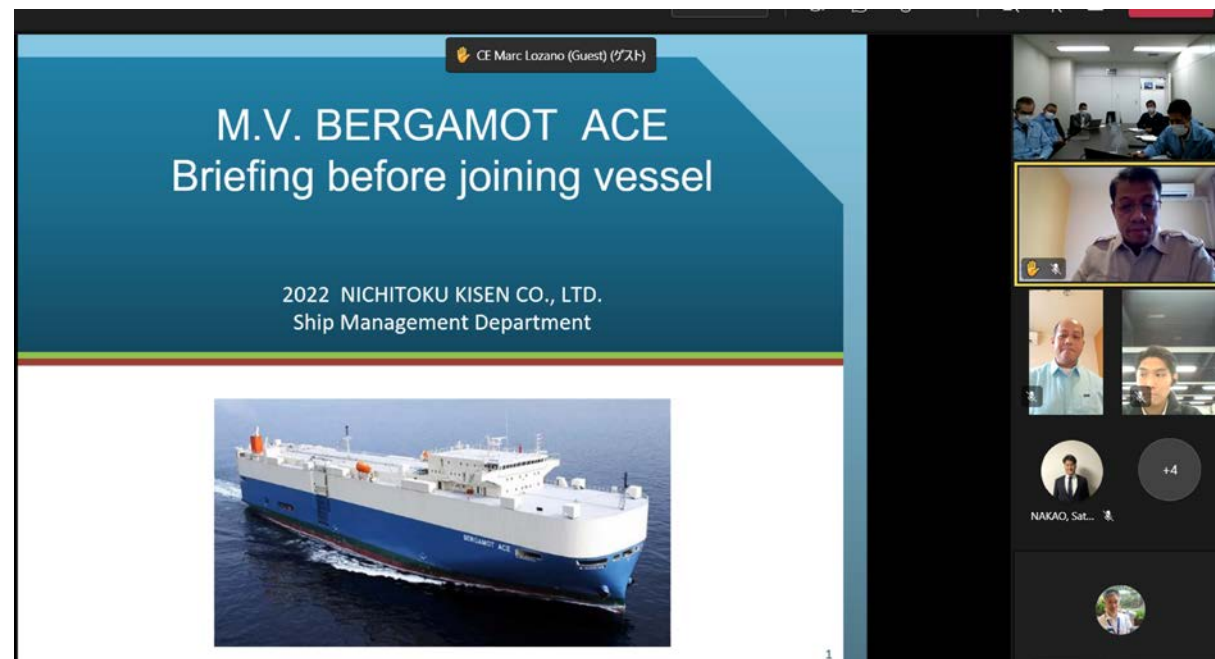 CE Marc Lozano (Guest) (ゲスト)
M.V. BERGAMOT ACE
Briefing before joining vessel
2022 NICHITOKU KISEN CO., LTD.
Ship Management Department
BERGAMOT ACE
1
+4
NAKAO, Sat...